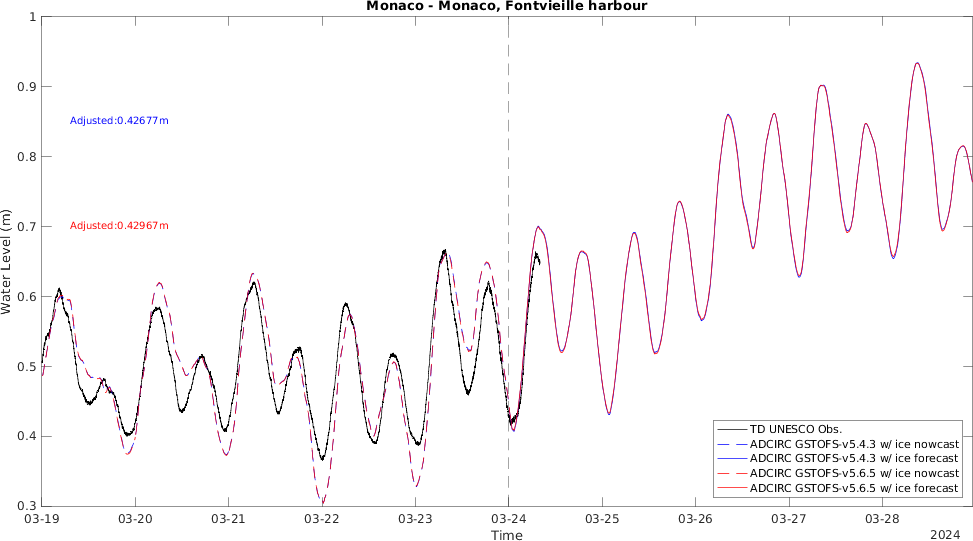 Monaco - Monaco, Fontvieille harbour
1
0.9
0.8
0.7
0.6
0.5
0.4
0.3
Water Level (m)
Adjusted:0.42677m
Adjusted:0.42967m
TD UNESCO Obs.
ADCIRC GSTOFS-v5.4.3 w/ ice nowcast
ADCIRC GSTOFS-v5.4.3 w/ ice forecast
ADCIRC GSTOFS-v5.6.5 w/ ice nowcast
ADCIRC GSTOFS-v5.6.5 w/ ice forecast
03-19 03-20 03-21 03-22 03-23 03-24 03-25 03-26 03-27 03-28
Time
2024